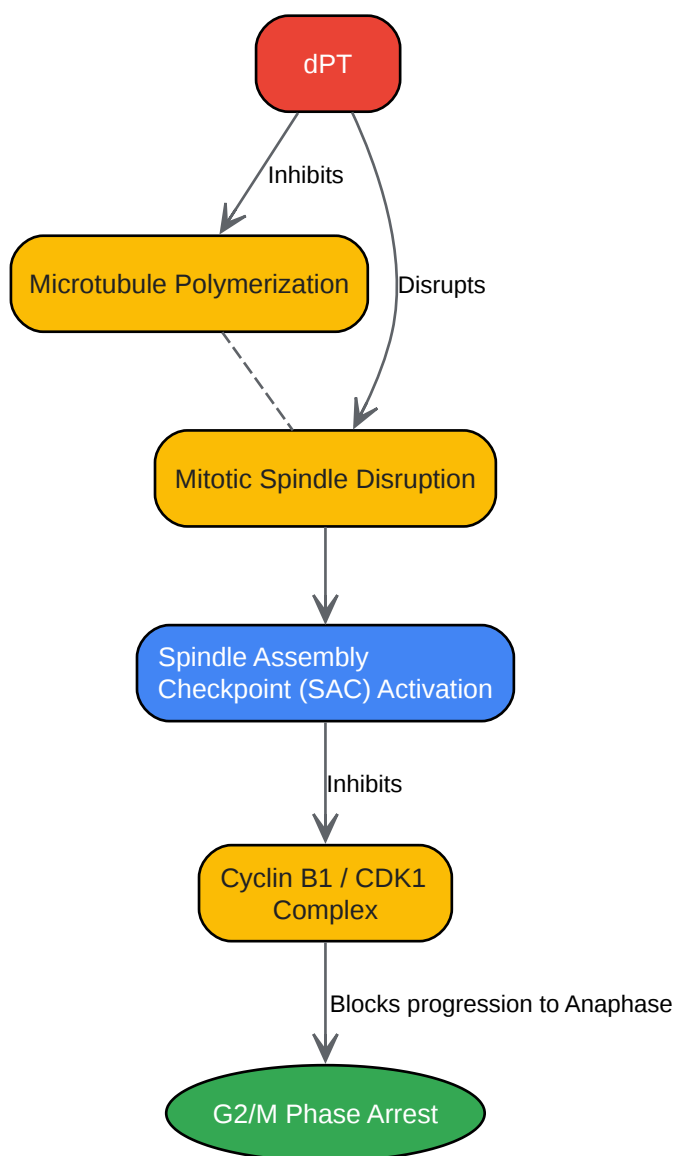 dPT
Inhibits
Microtubule Polymerization
Disrupts
Mitotic Spindle Disruption
Spindle Assembly
Checkpoint (SAC) Activation
Inhibits
Cyclin B1 / CDK1
Complex
Blocks progression to Anaphase
G2/M Phase Arrest